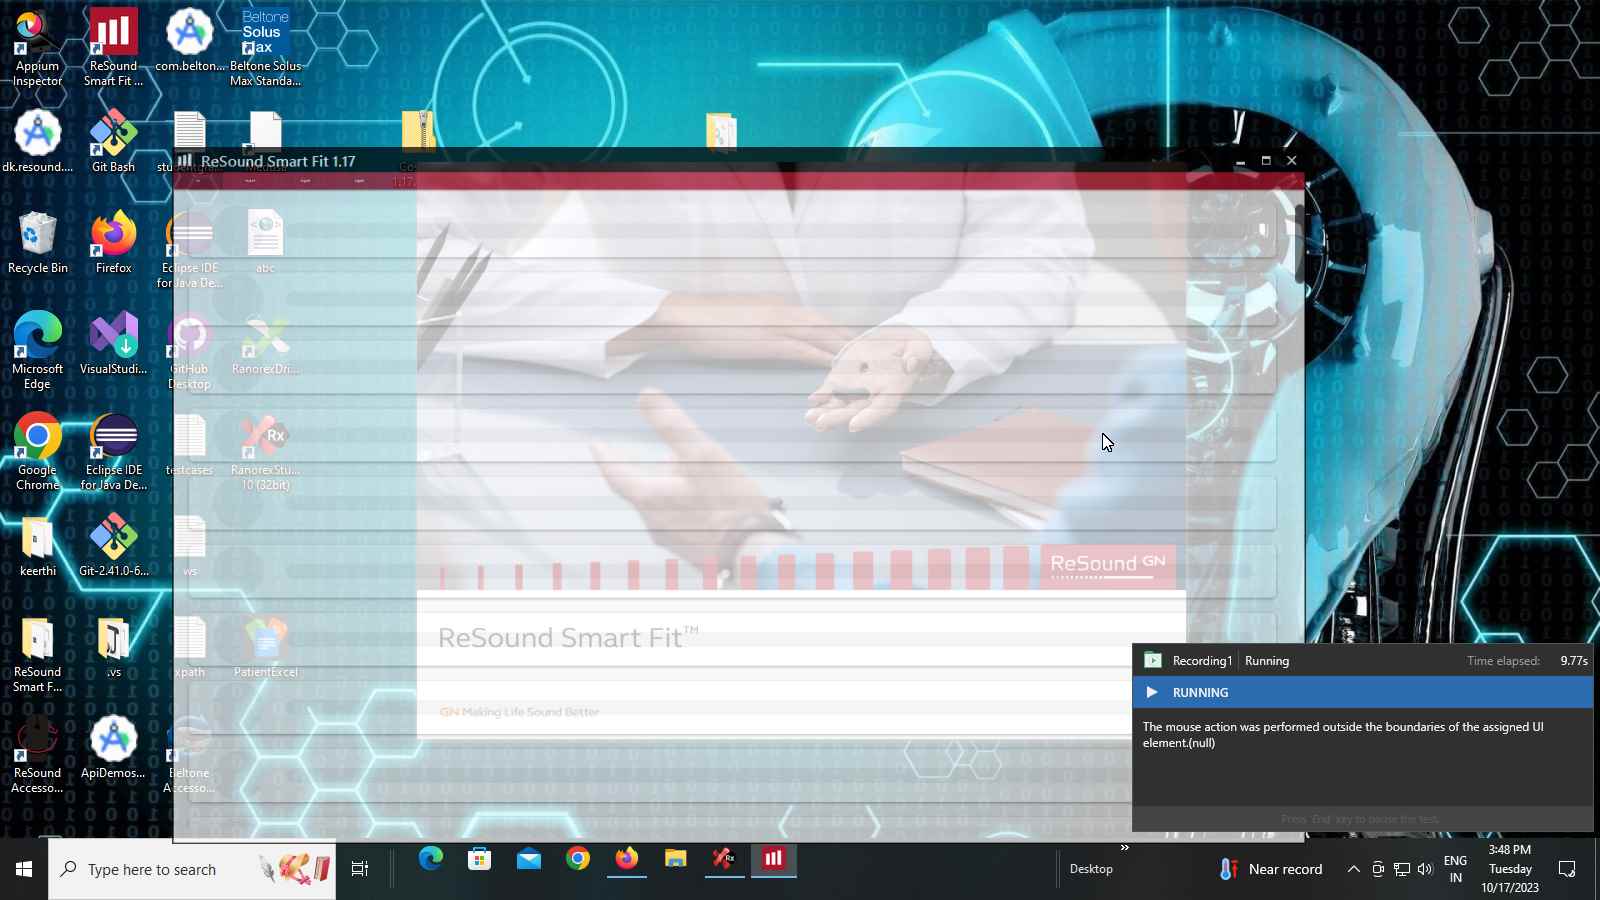 Appium
Inspector
ReSound
Smart Fit ...
com.belton...
Beltone
Solus
Max
Beltone Solus
Max Standa...
dk.resound....
Git Bash
ReSound Smart Fit 1.17
Recycle Bin
Firefox
Eclipse IDE
for Java De...
abc
Microsoft
Edge
VisualStudi...
GitHub
Desktop
RanorexDri...
Google
Chrome
Eclipse IDE
for Java De...
testcases
Rx
RanorexStu...
10 (32bit)
keerthi
Git-2.41.0-6...
ws
ReSound GN
ReSound
Smart F...
.vs
xpath
PatientExcel
ReSound Smart Fit™
GN Making Life Sound Better
ReSound
Accesso...
ApiDemos...
Beltone
Accesso...
Recording1
Running
Time elapsed:
9.77s
RUNNING
The mouse action was performed outside the boundaries of the assigned UI
element.(null)
Press 'End' key to pause the test.
Type here to search
Rx
Desktop
»
Near record
ENG
IN
3:48 PM
Tuesday
10/17/2023